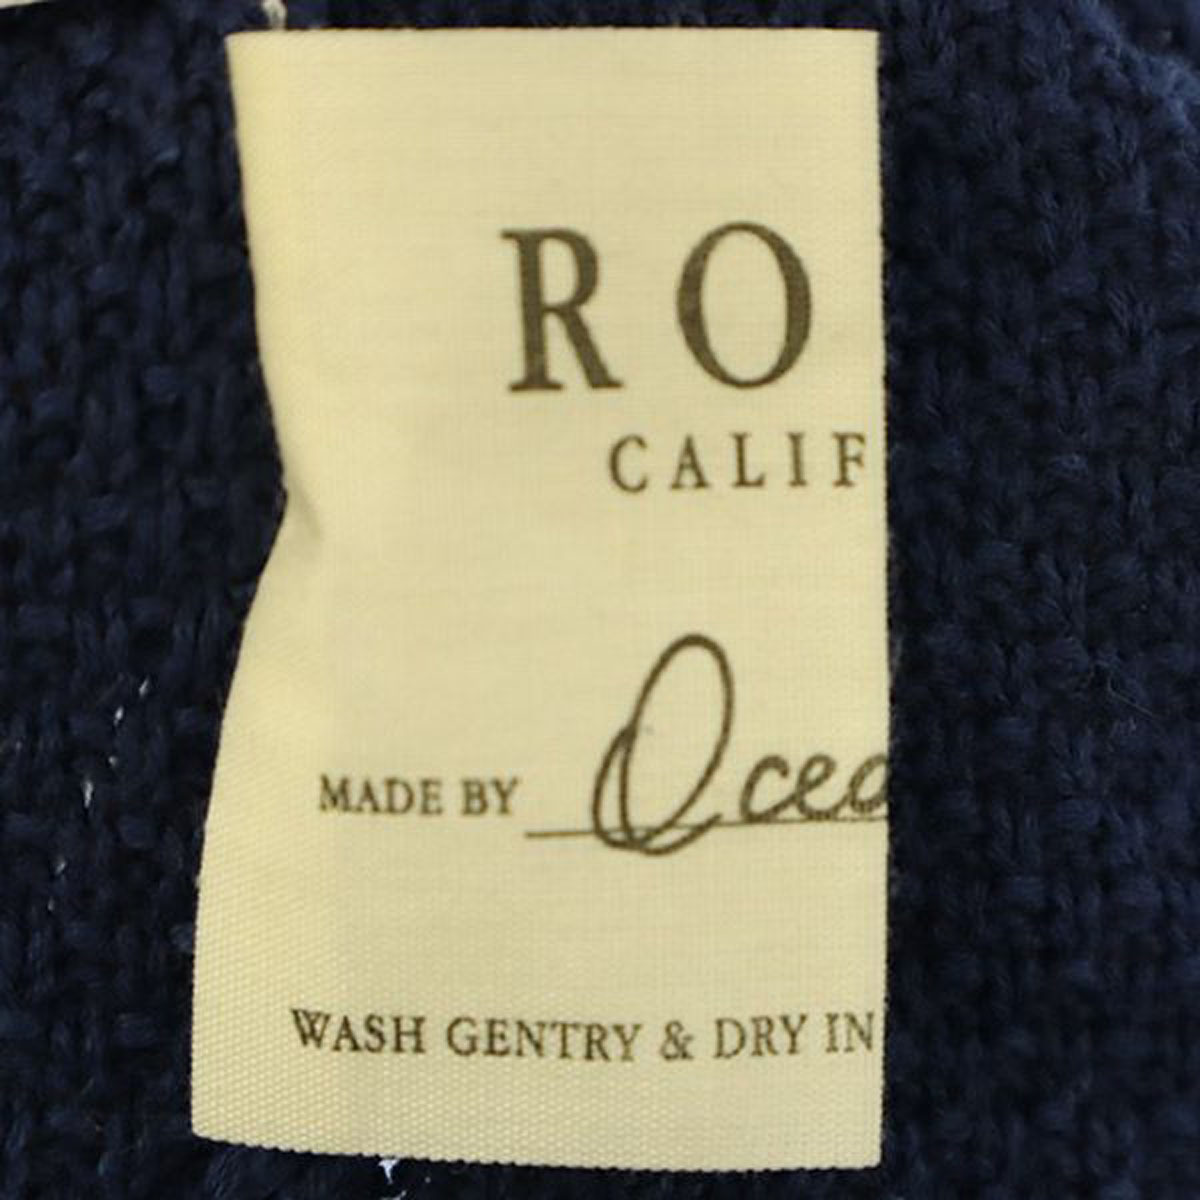 RO
CALIF
MADE BY Ocea
WASH GENTRY & DRY IN